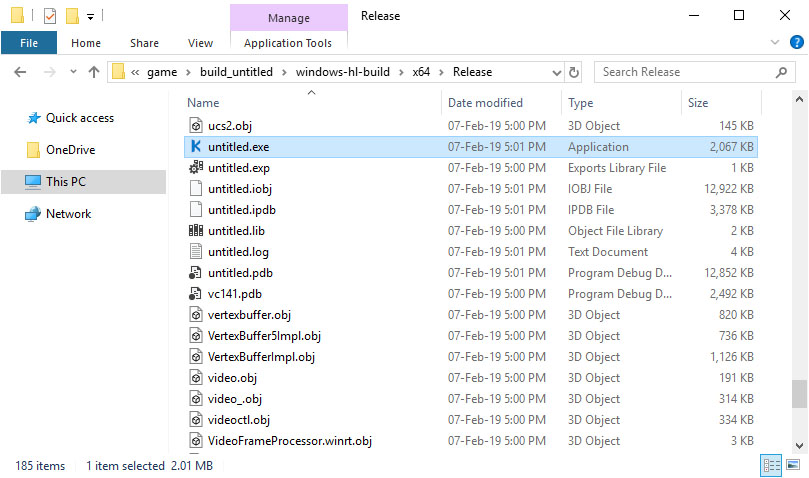 Manage
Release
File
Home
Share
View
Application Tools
« game › build_untitled › windows-hl-build › x64 › Release
Search Release
Name
Date modified
Type
Size
Quick access
OneDrive
This PC
Network
ucs2.obj 07-Feb-19 5:00 PM 3D Object 145 KB
untitled.exe 07-Feb-19 5:01 PM Application 2,067 KB
untitled.exp 07-Feb-19 5:00 PM Exports Library File 1 KB
untitled.iobj 07-Feb-19 5:01 PM IOBJ File 12,922 KB
untitled.ipdb 07-Feb-19 5:01 PM IPDB File 3,378 KB
untitled.lib 07-Feb-19 5:00 PM Object File Library 2 KB
untitled.log 07-Feb-19 5:01 PM Text Document 4 KB
untitled.pdb 07-Feb-19 5:01 PM Program Debug D... 12,852 KB
vc141.pdb 07-Feb-19 5:00 PM Program Debug D... 2,492 KB
vertexbuffer.obj 07-Feb-19 5:00 PM 3D Object 820 KB
VertexBuffer5Impl.obj 07-Feb-19 5:00 PM 3D Object 736 KB
VertexBufferImpl.obj 07-Feb-19 5:00 PM 3D Object 1,126 KB
video.obj 07-Feb-19 5:00 PM 3D Object 191 KB
video_.obj 07-Feb-19 5:00 PM 3D Object 314 KB
videoctl.obj 07-Feb-19 5:00 PM 3D Object 334 KB
VideoFrameProcessor.winrt.obj 07-Feb-19 5:00 PM 3D Object 3 KB
185 items 1 item selected 2.01 MB